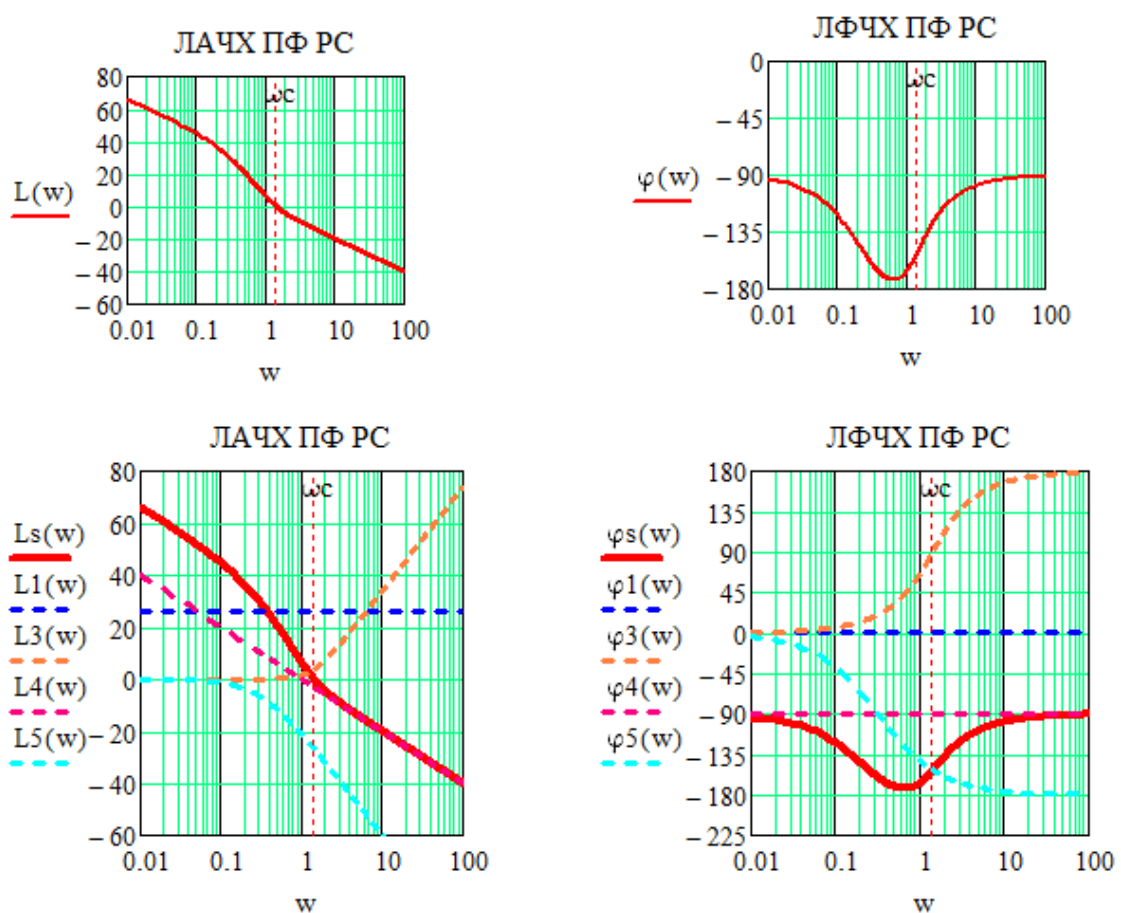 ЛАЧХ ПФ РС
80
60
40
20
0
−20
−40
−60
ωc
L(w)
0.01 0.1 1 10 100
w
ЛФЧХ ПФ РС
0
−45
−90
−135
−180
ωc
φ(w)
0.01 0.1 1 10 100
w
ЛАЧХ ПФ РС
80
60
40
20
0
−20
−40
−60
ωc
Ls(w)
L1(w)
L3(w)
L4(w)
L5(w)
0.01 0.1 1 10 100
w
ЛФЧХ ПФ РС
180
135
90
45
0
−45
−90
−135
−180
−225
ωc
φs(w)
φ1(w)
φ3(w)
φ4(w)
φ5(w)
0.01 0.1 1 10 100
w